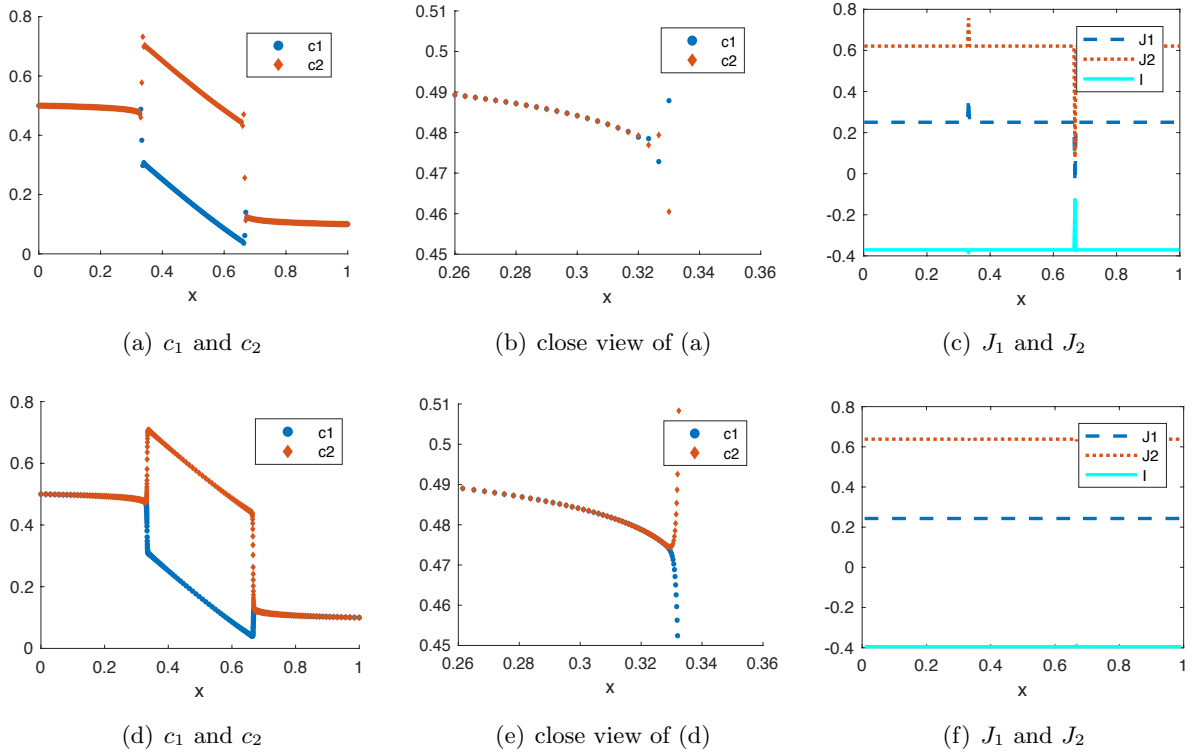 0.8
0.6
0.4
0.2
0
0 0.2 0.4 0.6 0.8 1
x
c1
c2
(a) c₁ and c₂
0.51
0.5
0.49
0.48
0.47
0.46
0.45
0.26 0.28 0.3 0.32 0.34 0.36
x
c1
c2
(b) close view of (a)
0.8
0.6
0.4
0.2
0
-0.2
-0.4
0 0.2 0.4 0.6 0.8 1
x
J1
J2
I
(c) J₁ and J₂
0.8
0.6
0.4
0.2
0
0 0.2 0.4 0.6 0.8 1
x
c1
c2
(d) c₁ and c₂
0.51
0.5
0.49
0.48
0.47
0.46
0.45
0.26 0.28 0.3 0.32 0.34 0.36
x
c1
c2
(e) close view of (d)
0.8
0.6
0.4
0.2
0
-0.2
-0.4
0 0.2 0.4 0.6 0.8 1
x
J1
J2
I
(f) J₁ and J₂